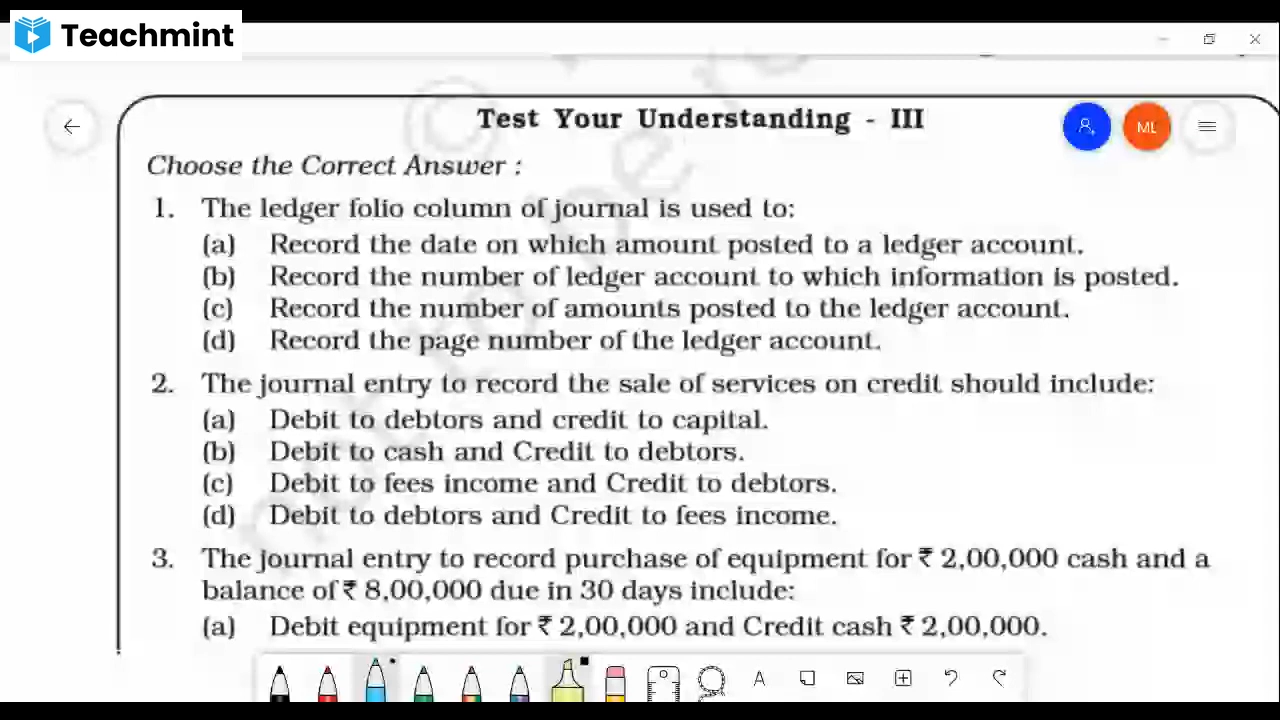 Teachmint
Test Your Understanding - III
ML
Choose the Correct Answer :
1. The ledger folio column of journal is used to:
(a) Record the date on which amount posted to a ledger account.
(b) Record the number of ledger account to which information is posted.
(c) Record the number of amounts posted to the ledger account.
(d) Record the page number of the ledger account.
2. The journal entry to record the sale of services on credit should include:
(a) Debit to debtors and credit to capital.
(b) Debit to cash and Credit to debtors.
(c) Debit to fees income and Credit to debtors.
(d) Debit to debtors and Credit to fees income.
3. The journal entry to record purchase of equipment for ₹ 2,00,000 cash and a
balance of ₹ 8,00,000 due in 30 days include:
(a) Debit equipment for ₹ 2,00,000 and Credit cash ₹ 2,00,000.
A